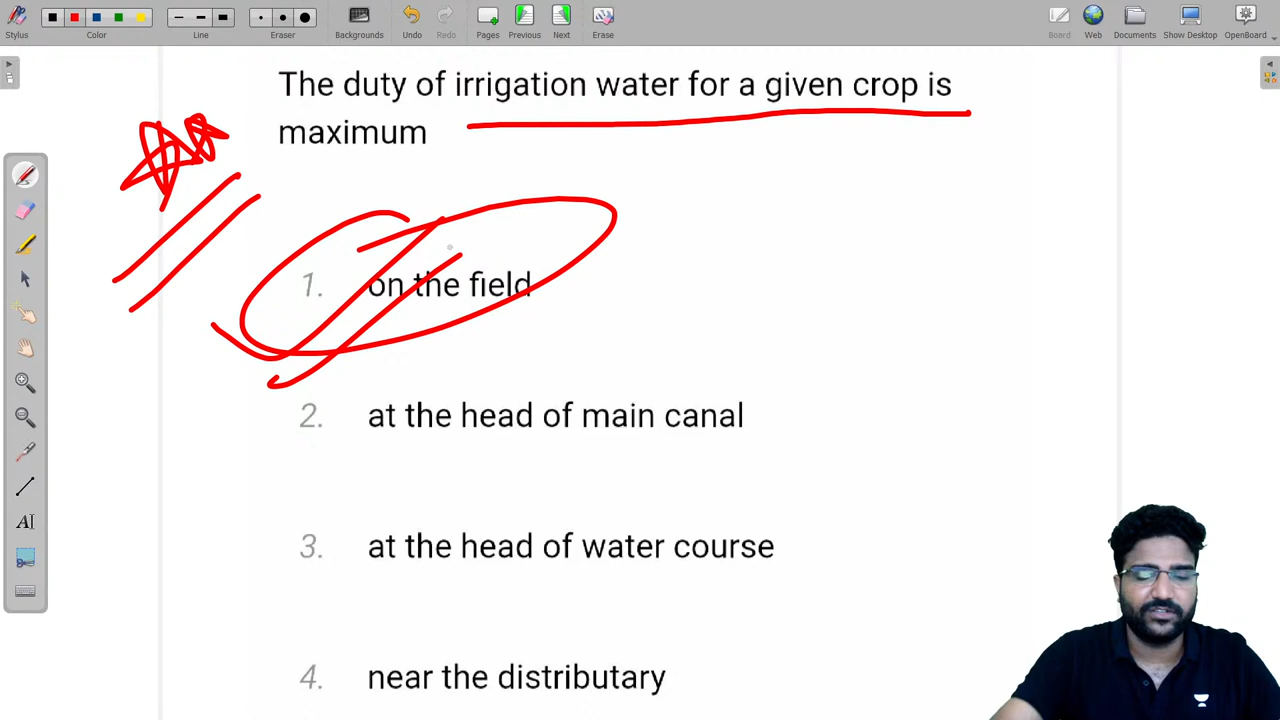 Stylus
Color
Line
Eraser
Backgrounds
Undo
Redo
Pages
Previous
Next
Erase
Board
Web
Documents
Show Desktop
OpenBoard
The duty of irrigation water for a given crop is
maximum
1. on the field
2. at the head of main canal
3. at the head of water course
4. near the distributary